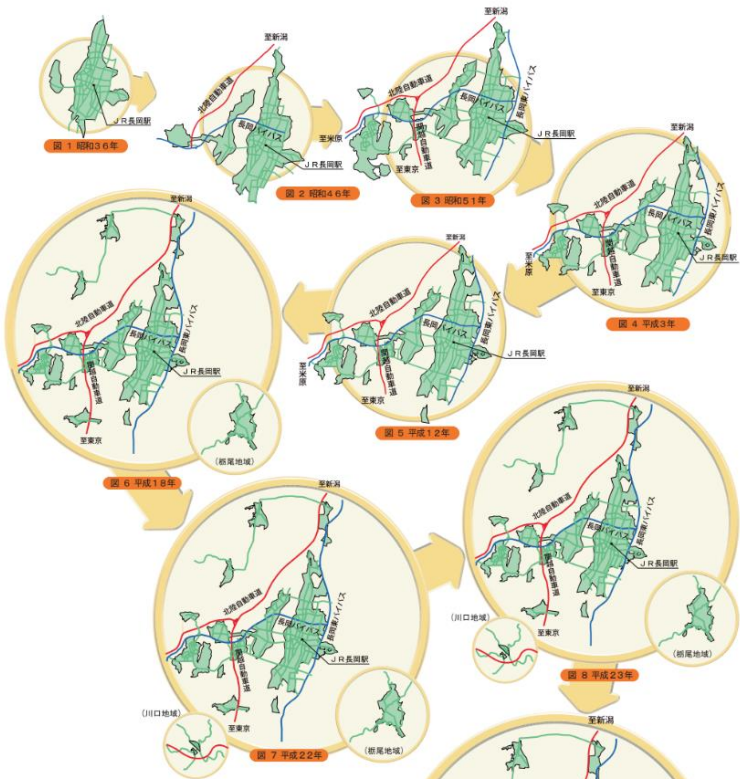 JR長岡駅
図 1 昭和36年
至新潟
北陸自動車道
長岡バイパス
JR長岡駅
図 2 昭和46年
至新潟
北陸自動車道
長岡バイパス
長岡東バイパス
関越自動車道
JR長岡駅
至米原
至東京
図 3 昭和51年
至新潟
北陸自動車道
長岡バイパス
長岡東バイパス
関越自動車道
JR長岡駅
至米原
至東京
図 4 平成3年
至新潟
北陸自動車道
長岡バイパス
長岡東バイパス
関越自動車道
JR長岡駅
至米原
至東京
図 5 平成12年
至新潟
北陸自動車道
長岡バイパス
長岡東バイパス
関越自動車道
JR長岡駅
至東京
(栃尾地域)
図 6 平成18年
至新潟
北陸自動車道
長岡バイパス
長岡東バイパス
関越自動車道
JR長岡駅
(川口地域)
至東京
(栃尾地域)
図 7 平成22年
至新潟
北陸自動車道
長岡バイパス
長岡東バイパス
関越自動車道
JR長岡駅
(川口地域)
至東京
(栃尾地域)
図 8 平成23年
至新潟